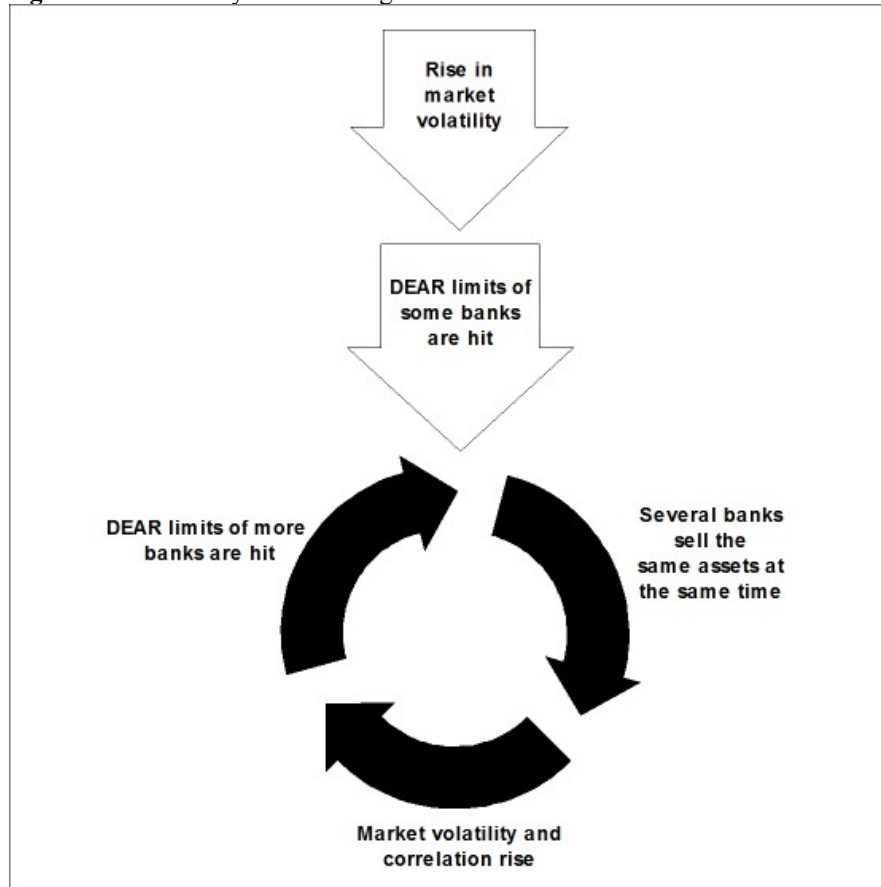 Rise in
market
volatility
DEAR limits of
some banks
are hit
DEAR limits of more
banks are hit
Several banks
sell the
same assets at
the same time
Market volatility and
correlation rise